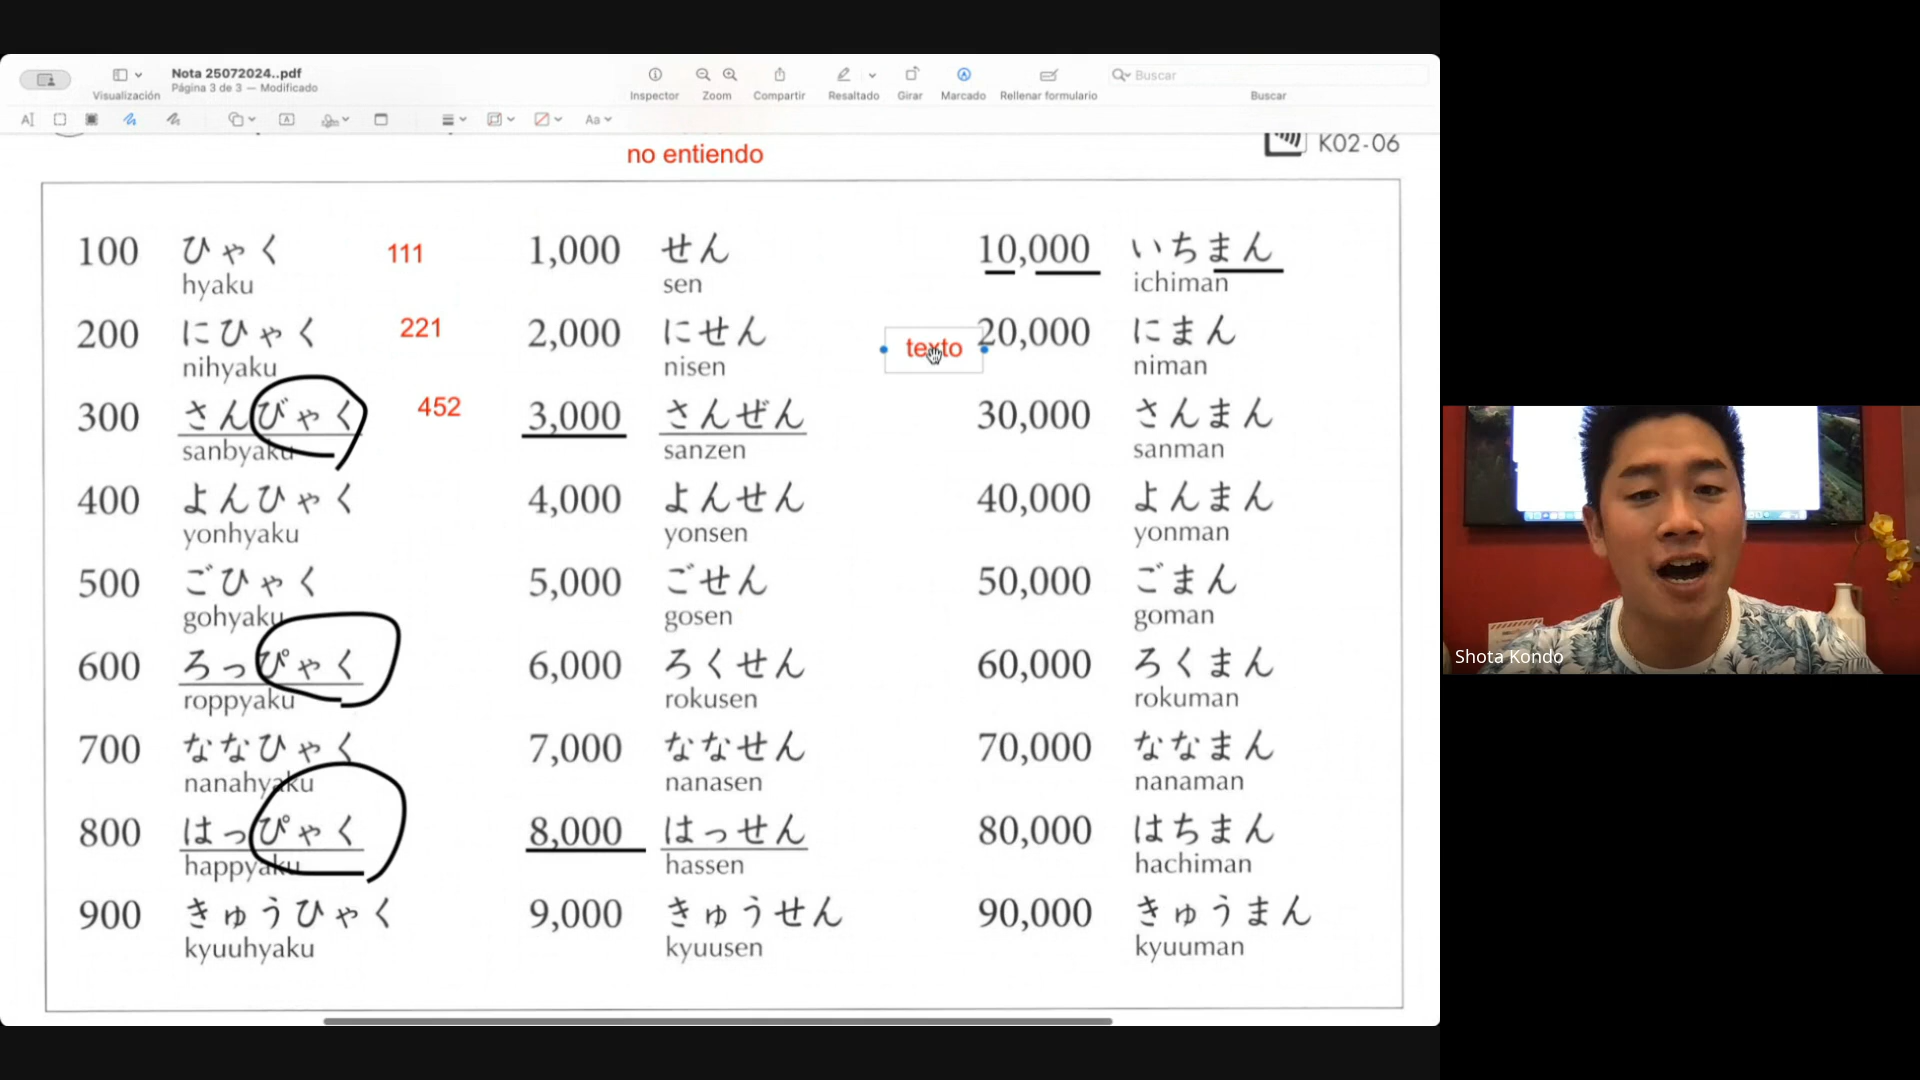 Nota 25072024..pdf
Página 3 de 3 — Modificado
Visualización
Inspector
Zoom
Compartir
Resaltado
Girar
Marcado
Rellenar formulario
Buscar
Buscar
Aa
no entiendo
K02-06
100 ひゃく 111 1,000 せん 10,000 いちまん
hyaku sen ichiman
200 にひゃく 221 2,000 にせん texto 20,000 にまん
nihyaku nisen niman
300 さんびゃく 452 3,000 さんぜん 30,000 さんまん
sanbyaku sanzen sanman
400 よんひゃく 4,000 よんせん 40,000 よんまん
yonhyaku yonsen yonman
500 ごひゃく 5,000 ごせん 50,000 ごまん
gohyaku gosen goman
600 ろっぴゃく 6,000 ろくせん 60,000 ろくまん
roppyaku rokusen rokuman
700 ななひゃく 7,000 ななせん 70,000 ななまん
nanahyaku nanasen nanaman
800 はっぴゃく 8,000 はっせん 80,000 はちまん
happyaku hassen hachiman
900 きゅうひゃく 9,000 きゅうせん 90,000 きゅうまん
kyuuhyaku kyuusen kyuuman
Shota Kondo